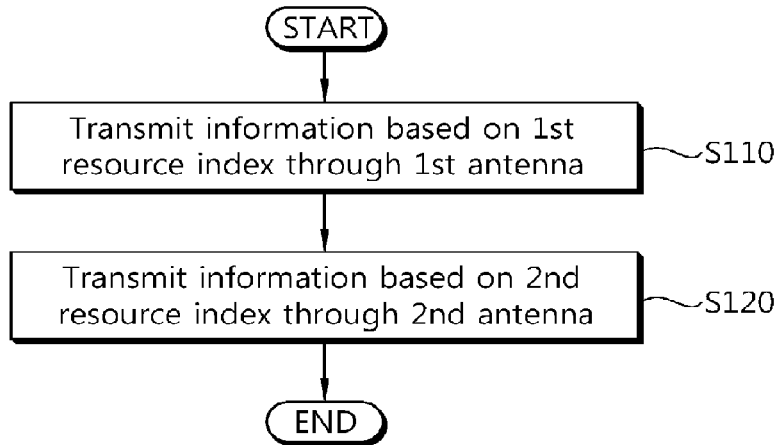 START
Transmit information based on 1st
resource index through 1st antenna
S110
Transmit information based on 2nd
resource index through 2nd antenna
S120
END